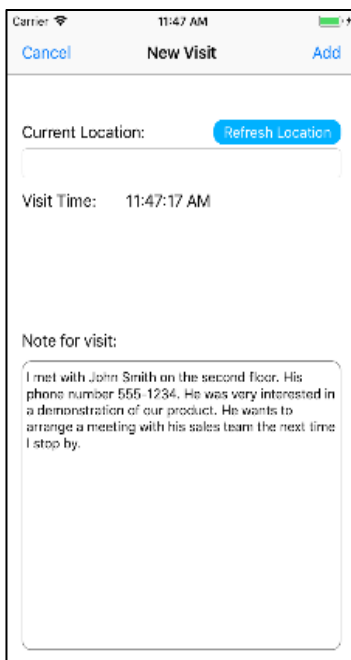 Carrier 11:47 AM
Cancel New Visit Add
Current Location: Refresh Location
Visit Time: 11:47:17 AM
Note for visit:
I met with John Smith on the second floor. His
phone number 555-1234. He was very interested in
a demonstration of our product. He wants to
arrange a meeting with his sales team the next time
I stop by.